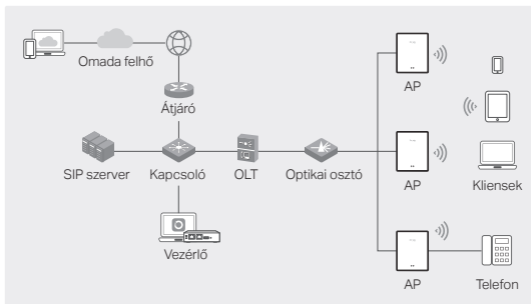 Omada felhő
Átjáró
AP
SIP szerver
Kapcsoló
OLT
Optikai osztó
AP
Kliensek
Vezérlő
AP
Telefon